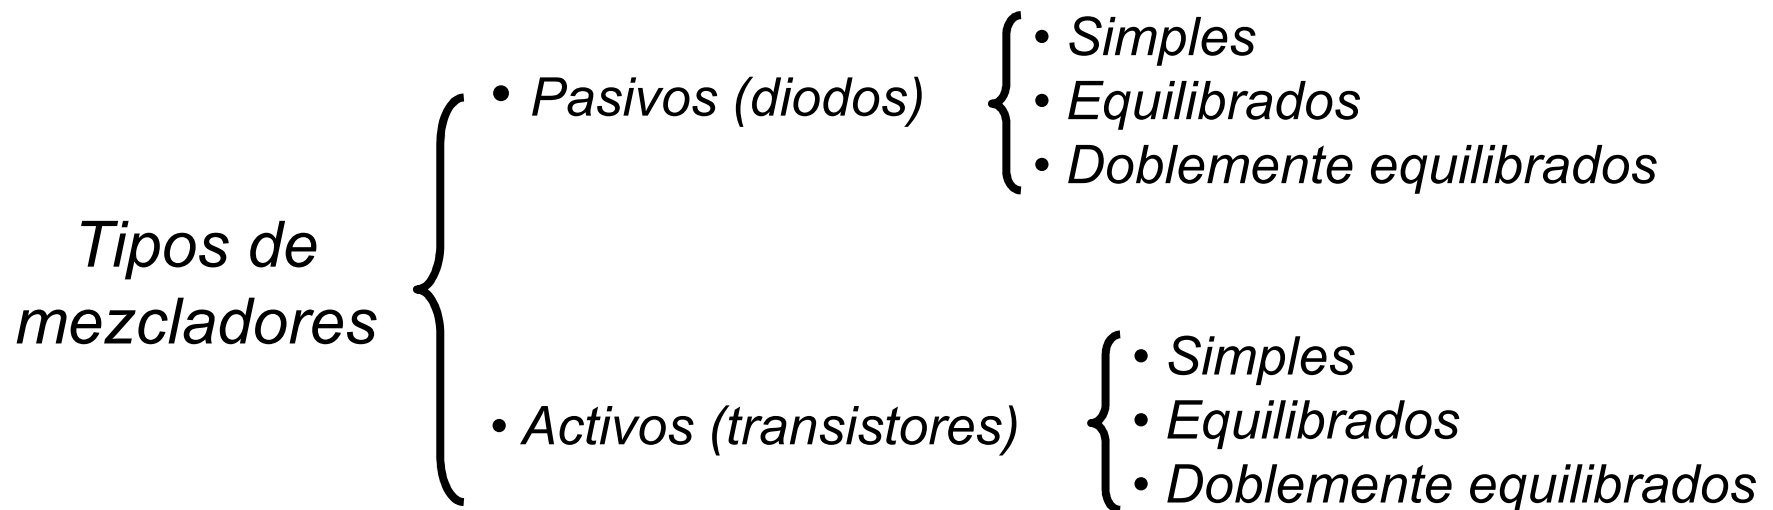 Tipos de
mezcladores
• Pasivos (diodos)
• Simples
• Equilibrados
• Doblemente equilibrados
• Activos (transistores)
• Simples
• Equilibrados
• Doblemente equilibrados